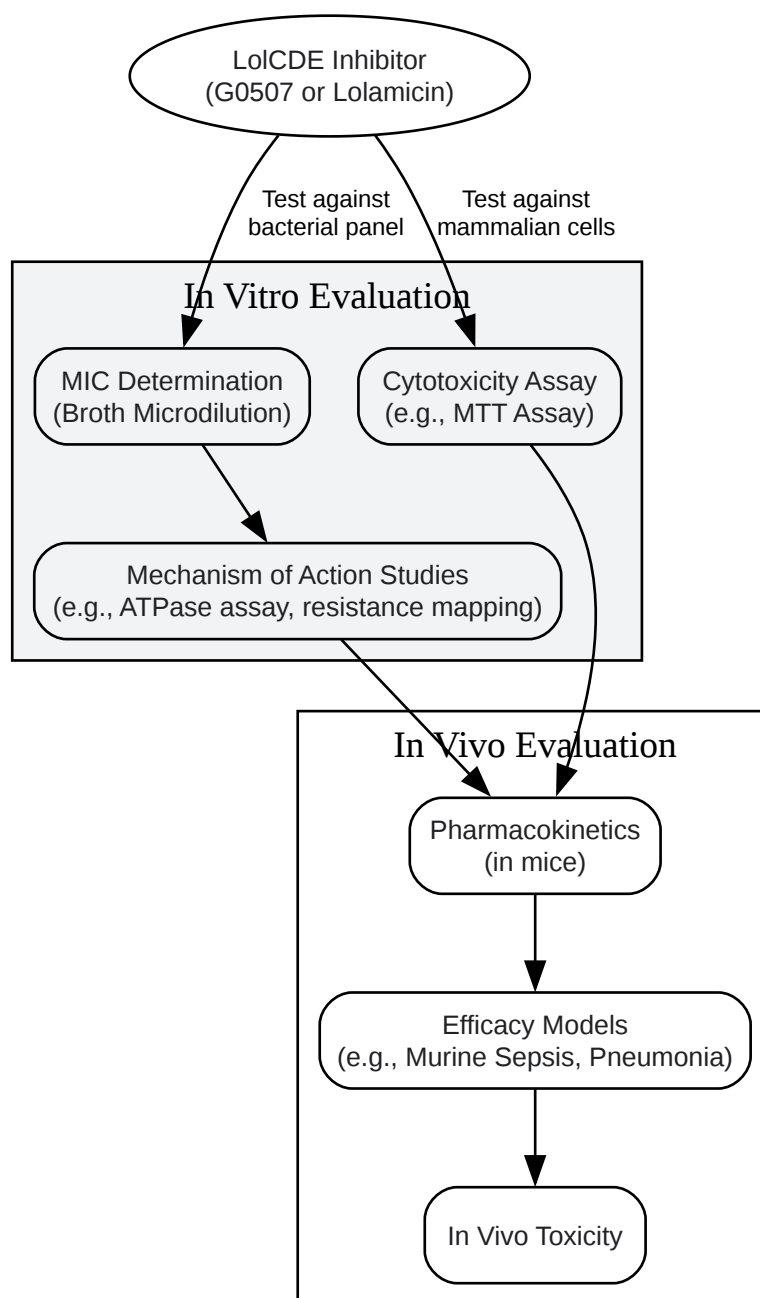 LolCDE Inhibitor
(G0507 or Lolamicin)
Test against
bacterial panel
Test against
mammalian cells
In Vitro Evaluation
MIC Determination
(Broth Microdilution)
Cytotoxicity Assay
(e.g., MTT Assay)
Mechanism of Action Studies
(e.g., ATPase assay, resistance mapping)
In Vivo Evaluation
Pharmacokinetics
(in mice)
Efficacy Models
(e.g., Murine Sepsis, Pneumonia)
In Vivo Toxicity